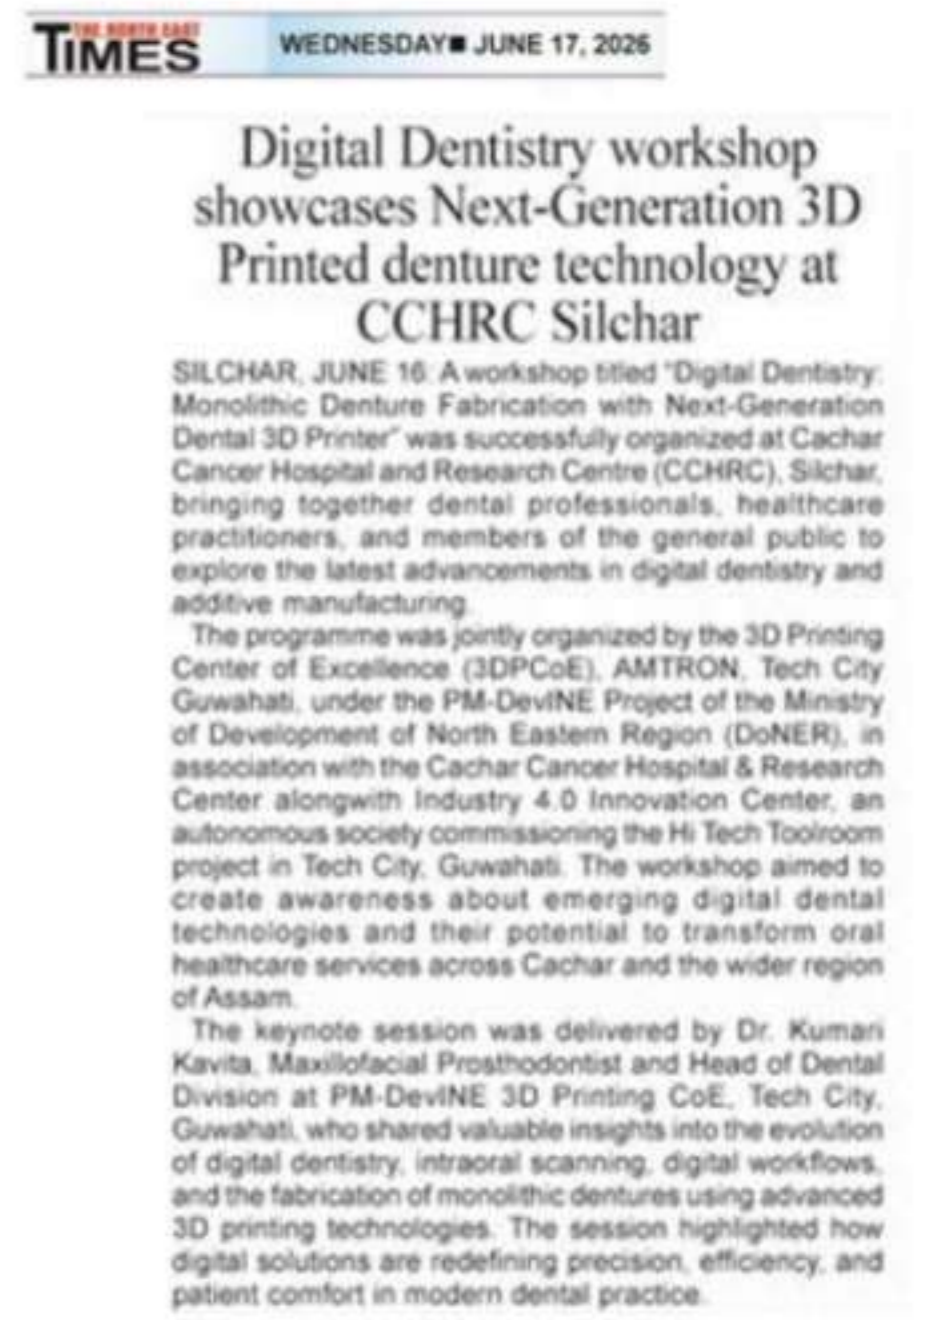 THE NORTH EAST
TIMES
WEDNESDAY■ JUNE 17, 2026
Digital Dentistry workshop
showcases Next-Generation 3D
Printed denture technology at
CCHRC Silchar
SILCHAR, JUNE 16: A workshop titled "Digital Dentistry:
Monolithic Denture Fabrication with Next-Generation
Dental 3D Printer" was successfully organized at Cachar
Cancer Hospital and Research Centre (CCHRC), Silchar,
bringing together dental professionals, healthcare
practitioners, and members of the general public to
explore the latest advancements in digital dentistry and
additive manufacturing.
The programme was jointly organized by the 3D Printing
Center of Excellence (3DPCoE), AMTRON, Tech City
Guwahati, under the PM-DevINE Project of the Ministry
of Development of North Eastern Region (DoNER), in
association with the Cachar Cancer Hospital & Research
Center alongwith Industry 4.0 Innovation Center, an
autonomous society commissioning the Hi Tech Toolroom
project in Tech City, Guwahati. The workshop aimed to
create awareness about emerging digital dental
technologies and their potential to transform oral
healthcare services across Cachar and the wider region
of Assam.
The keynote session was delivered by Dr. Kumari
Kavita, Maxillofacial Prosthodontist and Head of Dental
Division at PM-DevINE 3D Printing CoE, Tech City,
Guwahati, who shared valuable insights into the evolution
of digital dentistry, intraoral scanning, digital workflows,
and the fabrication of monolithic dentures using advanced
3D printing technologies. The session highlighted how
digital solutions are redefining precision, efficiency, and
patient comfort in modern dental practice.